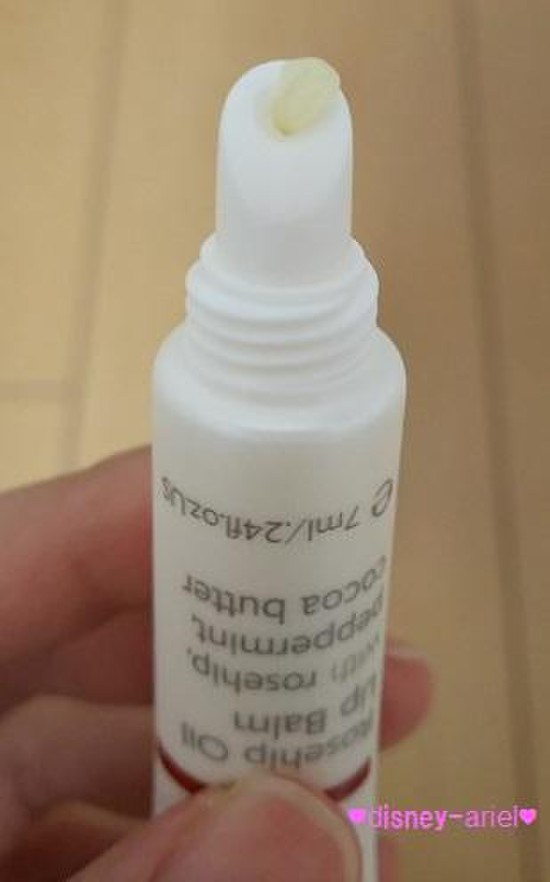 Rosehip Oil
Lip Balm
with rosehip,
peppermint,
cocoa butter
℮ 7ml/.24fl.ozUS
♥disney-ariel♥